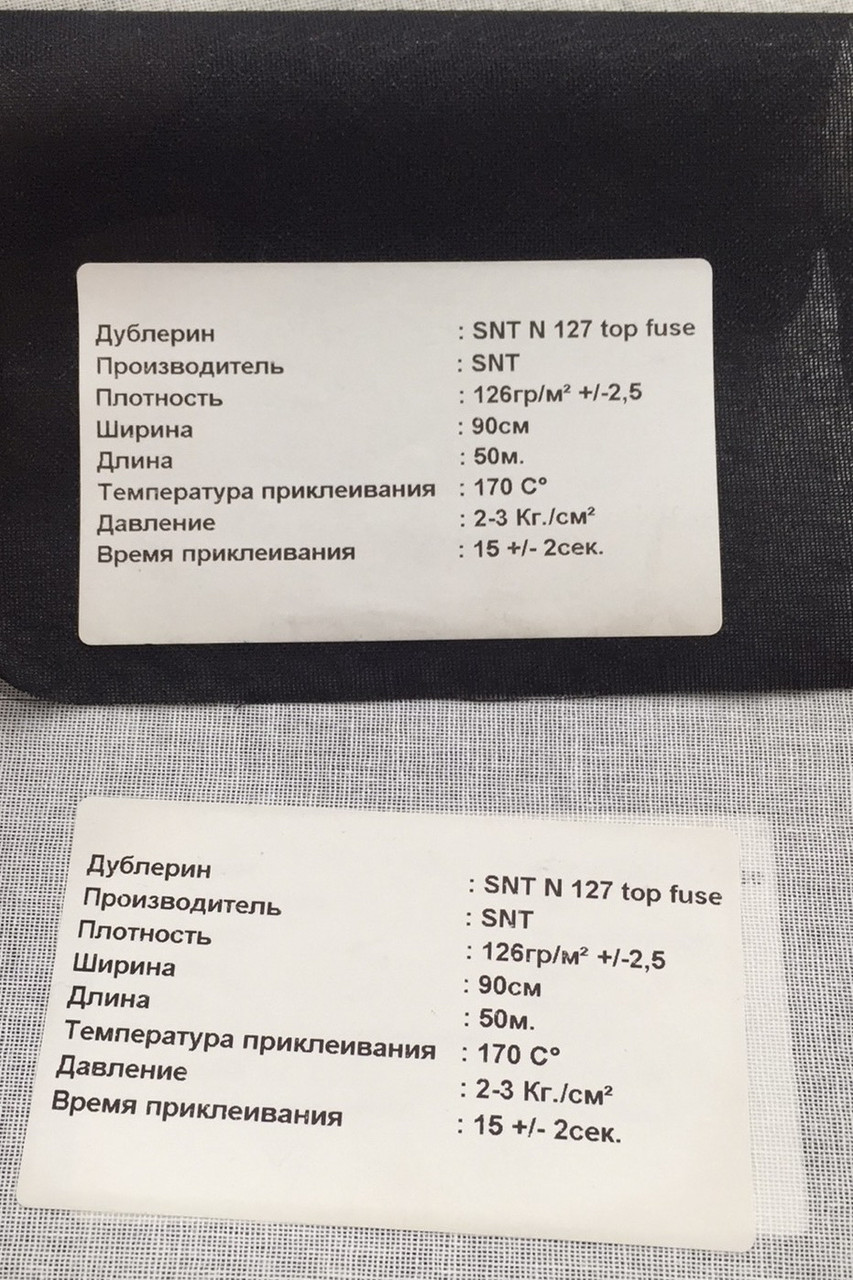 Дублерин : SNT N 127 top fuse
Производитель : SNT
Плотность : 126гр/м² +/-2,5
Ширина : 90см
Длина : 50м.
Температура приклеивания : 170 Сº
Давление : 2-3 Кг./см²
Время приклеивания : 15 +/- 2сек.
Дублерин : SNT N 127 top fuse
Производитель : SNT
Плотность : 126гр/м² +/-2,5
Ширина : 90см
Длина : 50м.
Температура приклеивания : 170 Сº
Давление : 2-3 Кг./см²
Время приклеивания : 15 +/- 2сек.